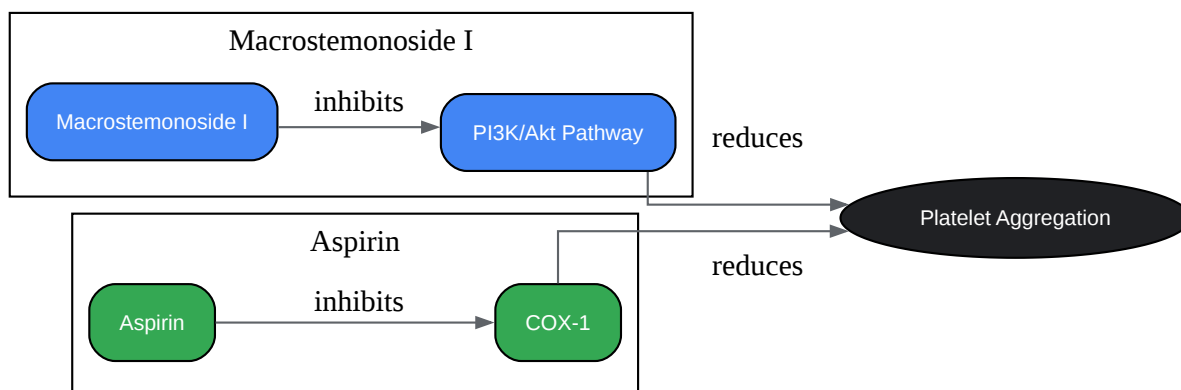 Macrostemonoside I
Macrostemonoside I
inhibits
PI3K/Akt Pathway
reduces
Platelet Aggregation
Aspirin
Aspirin
inhibits
COX-1
reduces